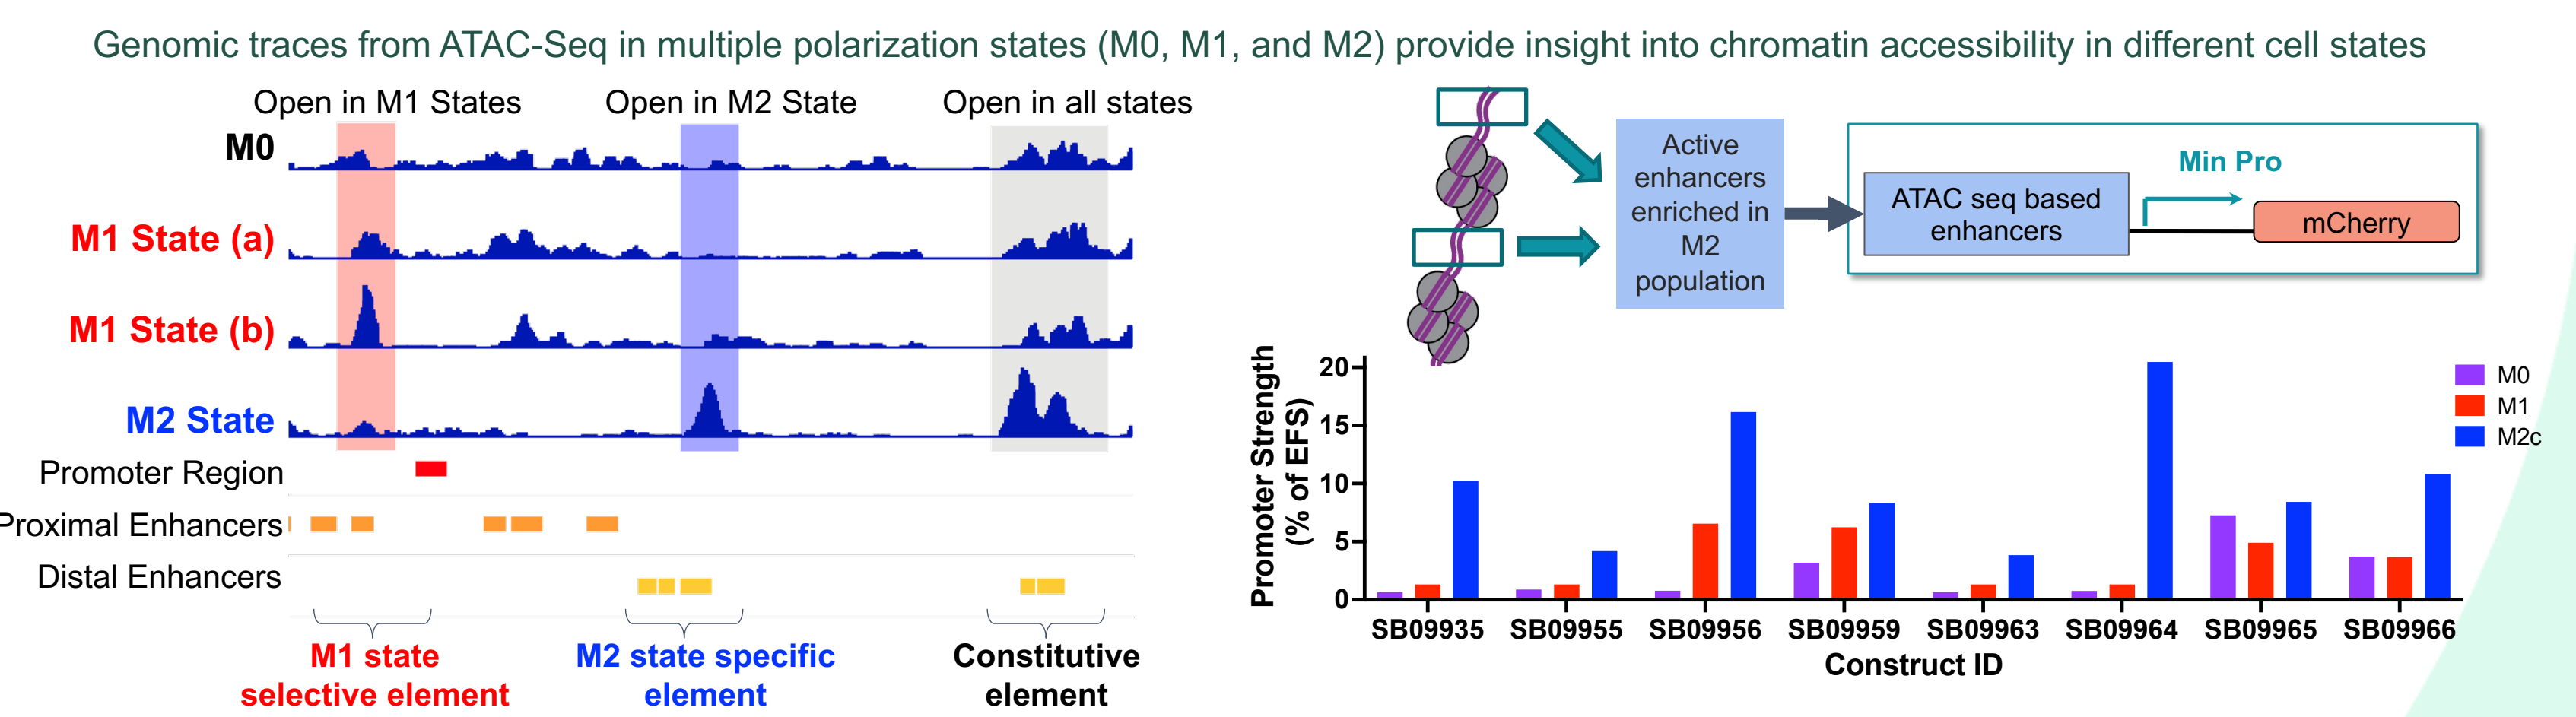 Genomic traces from ATAC-Seq in multiple polarization states (M0, M1, and M2) provide insight into chromatin accessibility in different cell states
Open in M1 States
Open in M2 State
Open in all states
M0
M1 State (a)
M1 State (b)
M2 State
Promoter Region
Proximal Enhancers
Distal Enhancers
M1 state
selective element
M2 state specific
element
Constitutive
element
Active
enhancers
enriched in
M2
population
ATAC seq based
enhancers
Min Pro
mCherry
Promoter Strength
(% of EFS)
20
15
10
5
0
M0
M1
M2c
SB09935 SB09955 SB09956 SB09959 SB09963 SB09964 SB09965 SB09966
Construct ID